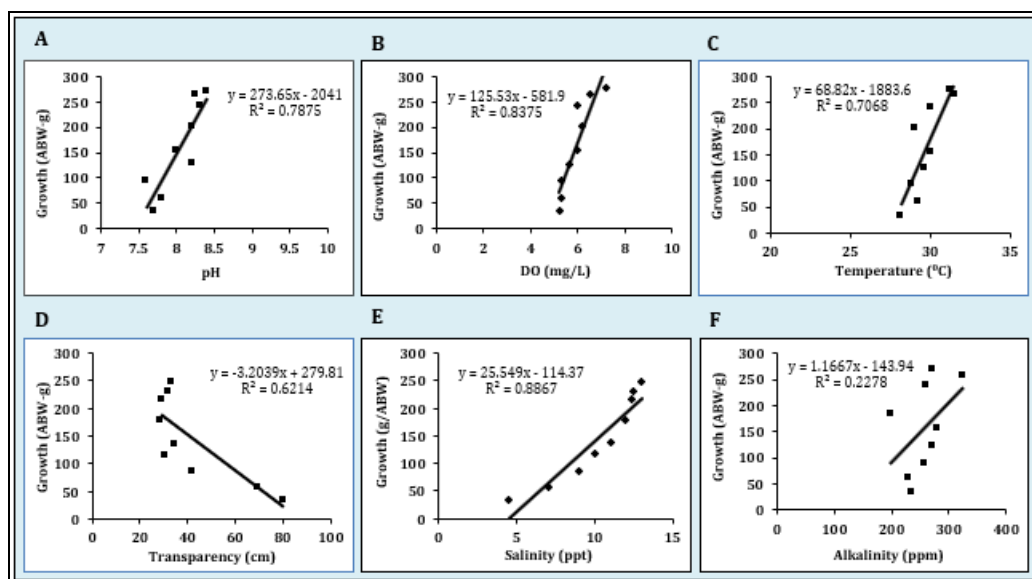 A
B
C
Growth (ABW-g)
300
250
200
150
100
50
0
y = 273.65x - 2041
R² = 0.7875
7 7.5 8 8.5 9 9.5 10
pH
Growth (ABW-g)
300
250
200
150
100
50
0
y = 125.53x - 581.9
R² = 0.8375
0 2 4 6 8 10
DO (mg/L)
Growth (ABW-g)
300
250
200
150
100
50
0
y = 68.82x - 1883.6
R² = 0.7068
20 25 30 35
Temperature (⁰C)
D
E
F
Growth (ABW-g)
300
250
200
150
100
50
0
y = -3.2039x + 279.81
R² = 0.6214
0 20 40 60 80 100
Transparency (cm)
Growth (g/ABW)
300
250
200
150
100
50
0
y = 25.549x - 114.37
R² = 0.8867
0 5 10 15
Salinity (ppt)
Growth (ABW-g)
300
250
200
150
100
50
0
y = 1.1667x - 143.94
R² = 0.2278
0 100 200 300 400
Alkalinity (ppm)